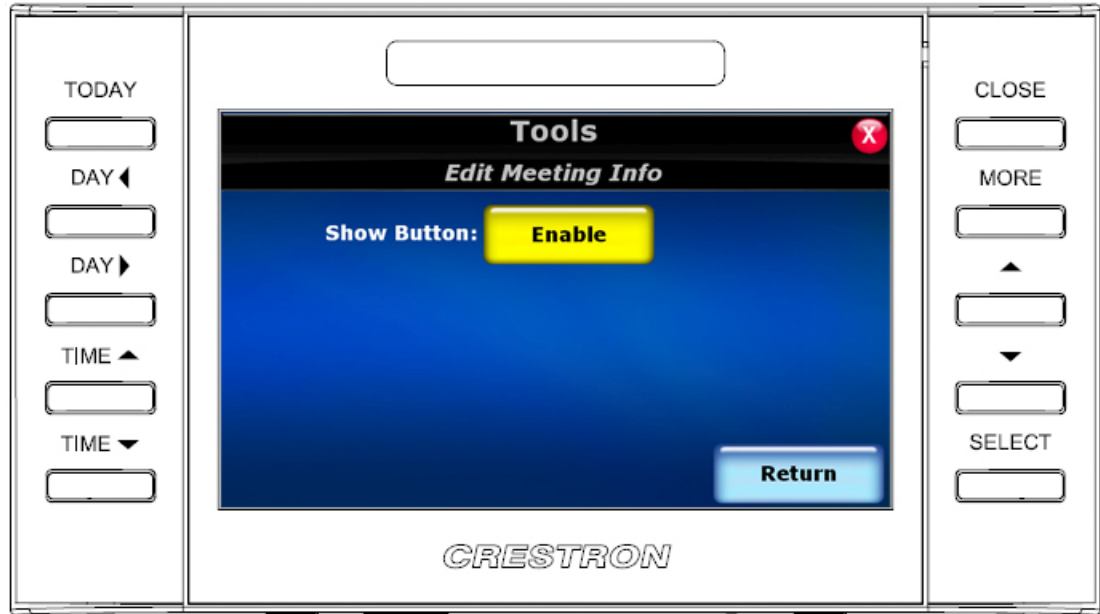 TODAY
DAY ◀
DAY ▶
TIME ▲
TIME ▼
Tools
X
Edit Meeting Info
Show Button: Enable
Return
CRESTRON
CLOSE
MORE
▲
▼
SELECT